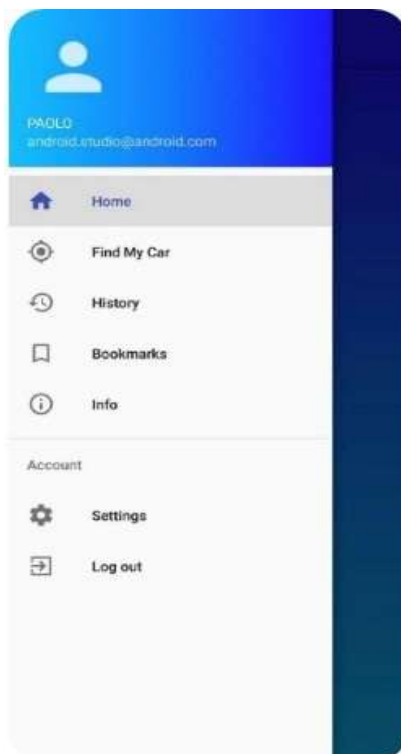 PAOLO
android.studio@android.com
Home
Find My Car
History
Bookmarks
Info
Account
Settings
Log out